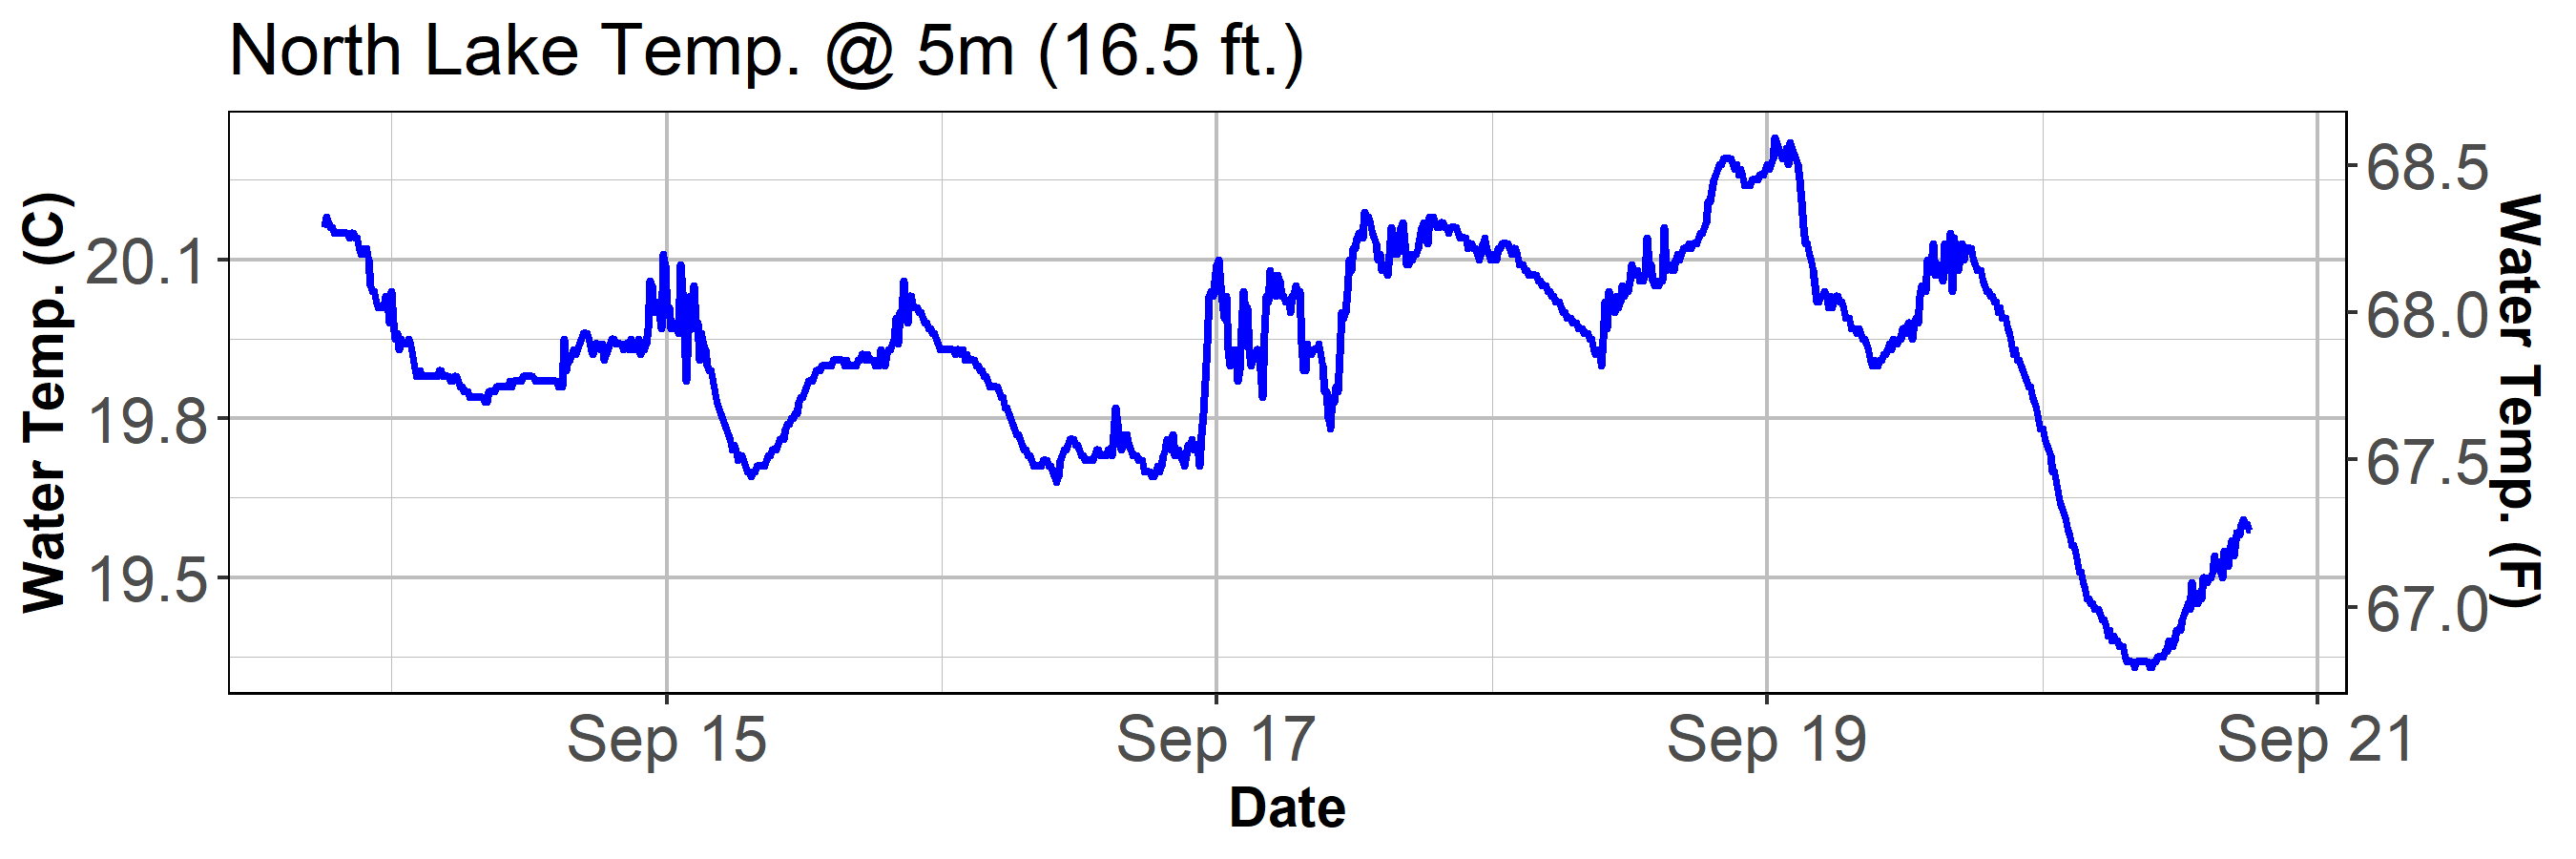 North Lake Temp. @ 5m (16.5 ft.)
Water Temp. (C)
20.1
19.8
19.5
68.5
68.0
67.5
67.0
Water Temp. (F)
Sep 15 Sep 17 Sep 19 Sep 21
Date